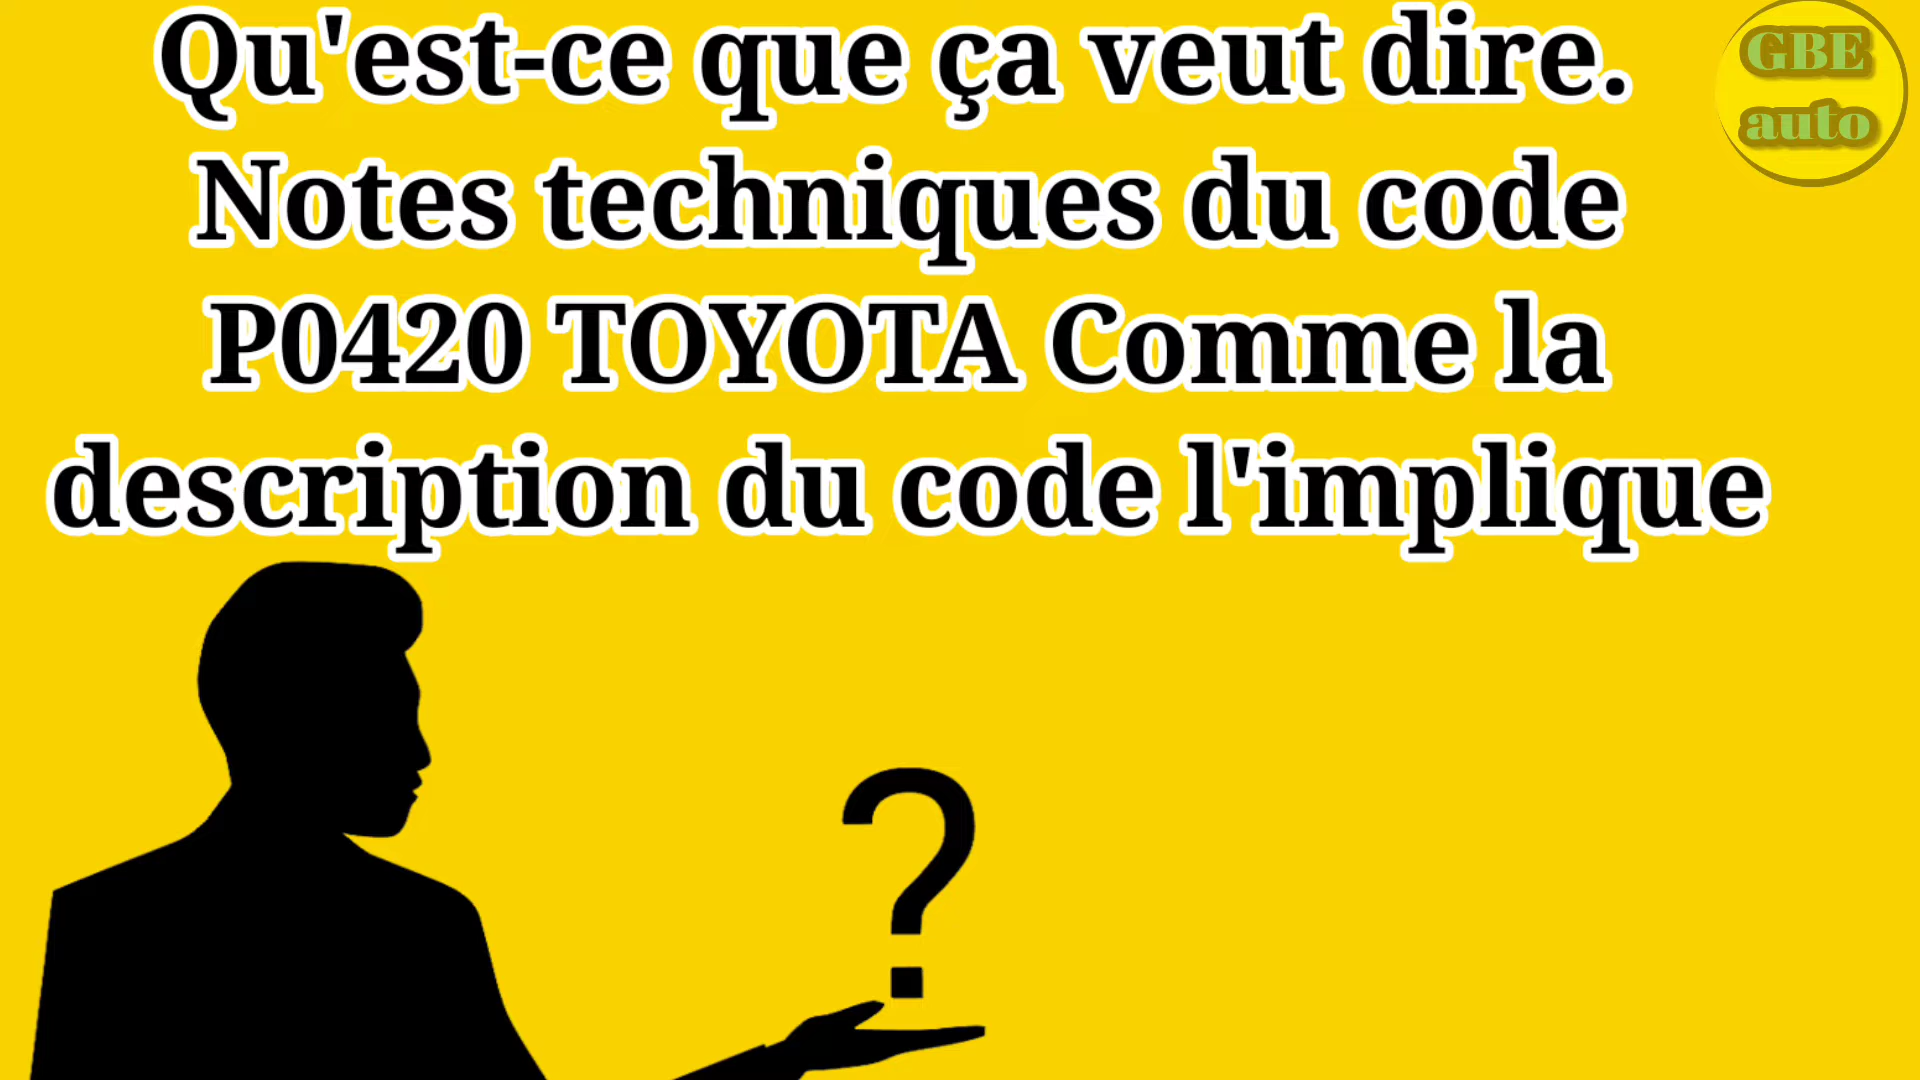 Qu'est-ce que ça veut dire.
Notes techniques du code
P0420 TOYOTA Comme la
description du code l'implique
GBE
auto
?